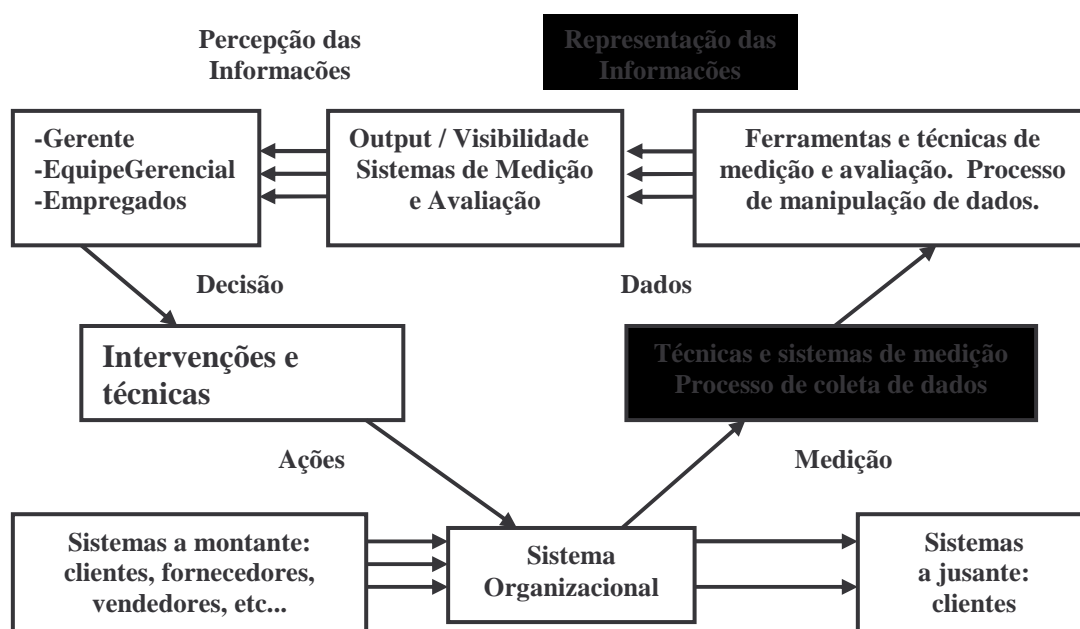 Percepção das
Informacões
Representação das
Informacões
-Gerente
-EquipeGerencial
-Empregados
Output / Visibilidade
Sistemas de Medição
e Avaliação
Ferramentas e técnicas de
medição e avaliação.  Processo
de manipulação de dados.
Decisão
Dados
Intervenções e
técnicas
Técnicas e sistemas de medição
Processo de coleta de dados
Ações
Medição
Sistemas a montante:
clientes, fornecedores,
vendedores, etc...
Sistema
Organizacional
Sistemas
a jusante:
clientes